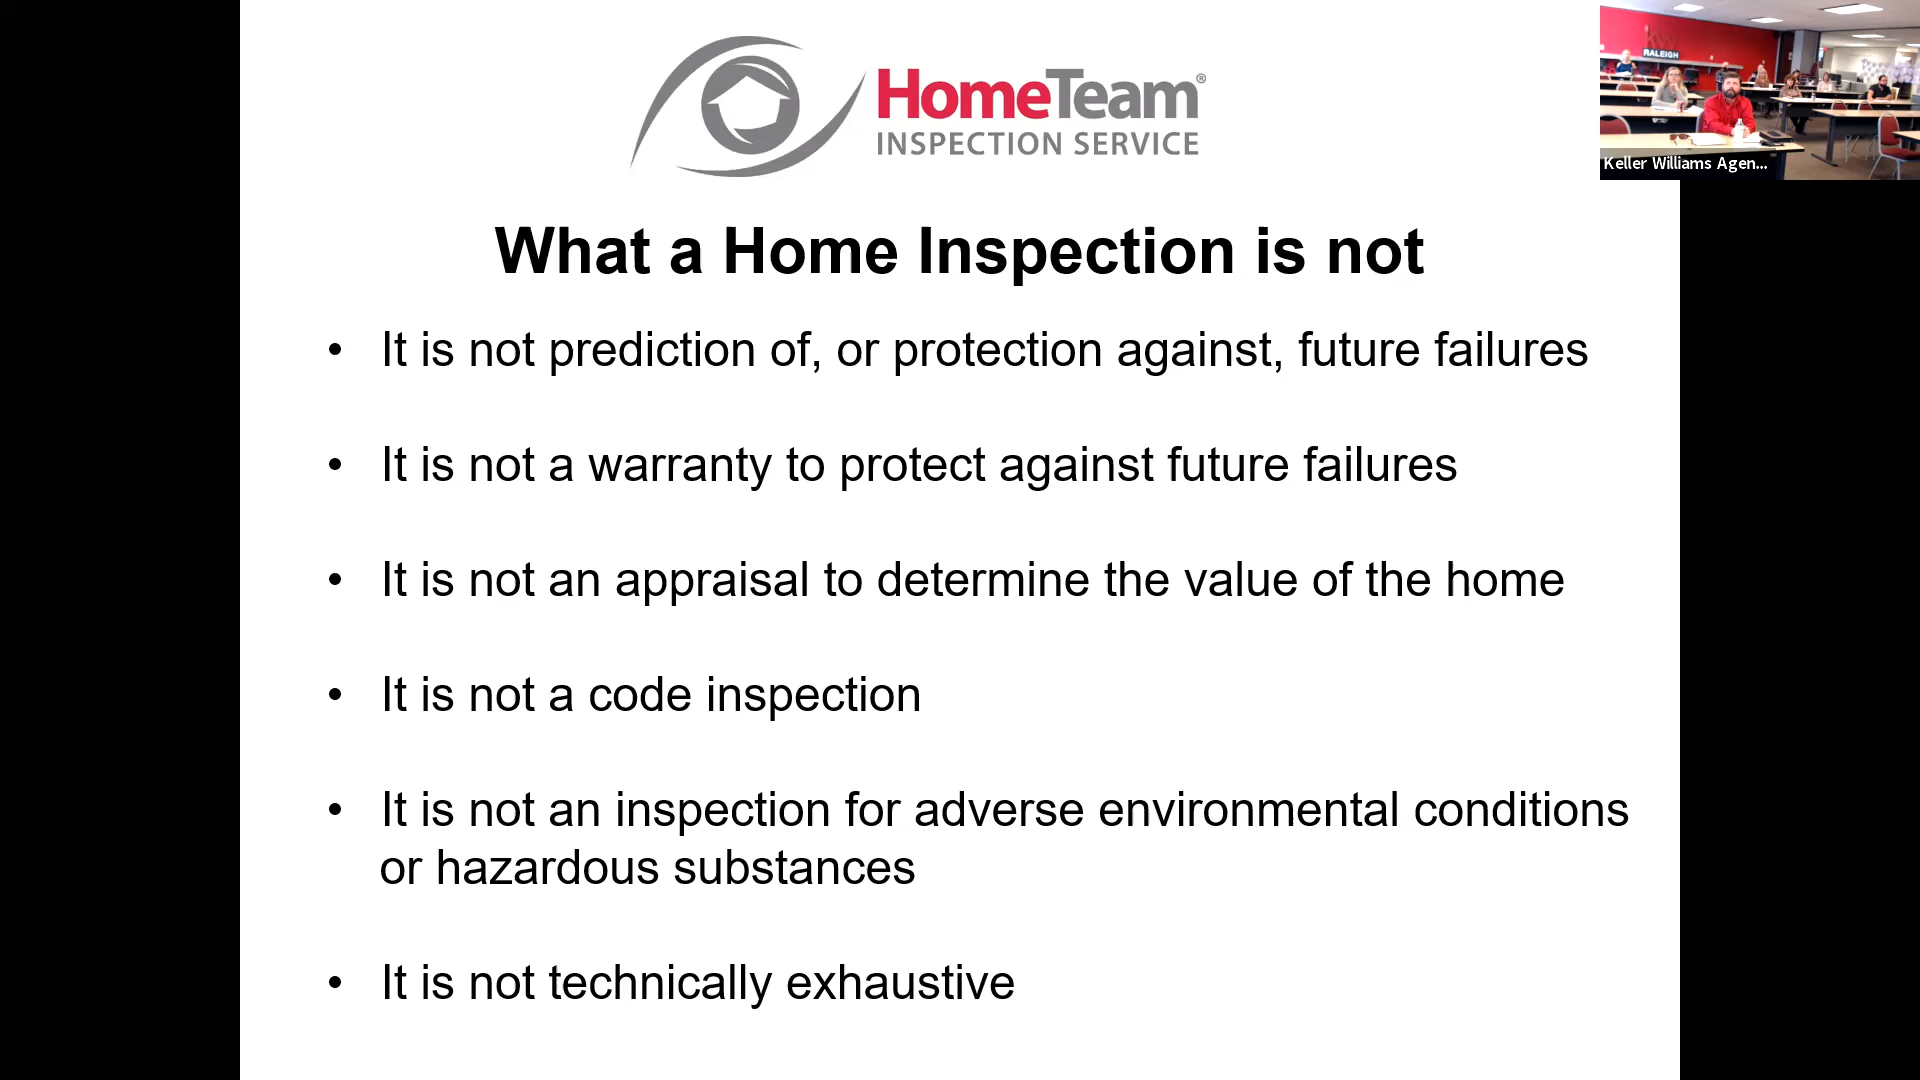 HomeTeam®
INSPECTION SERVICE
RALEIGH
Keller Williams Agen...
What a Home Inspection is not
• It is not prediction of, or protection against, future failures
• It is not a warranty to protect against future failures
• It is not an appraisal to determine the value of the home
• It is not a code inspection
• It is not an inspection for adverse environmental conditions
or hazardous substances
• It is not technically exhaustive